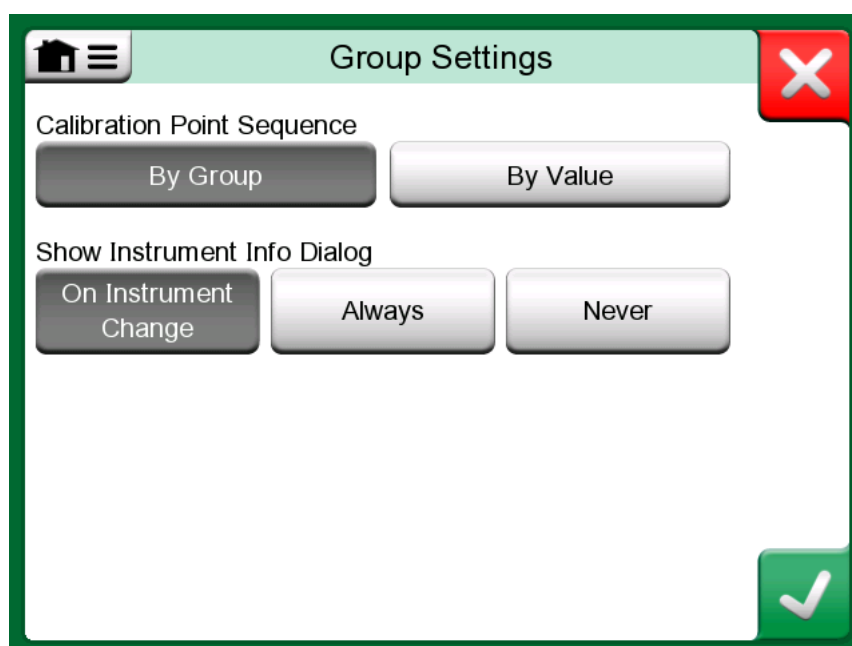 Group Settings
Calibration Point Sequence
By Group
By Value
Show Instrument Info Dialog
On Instrument
Change
Always
Never